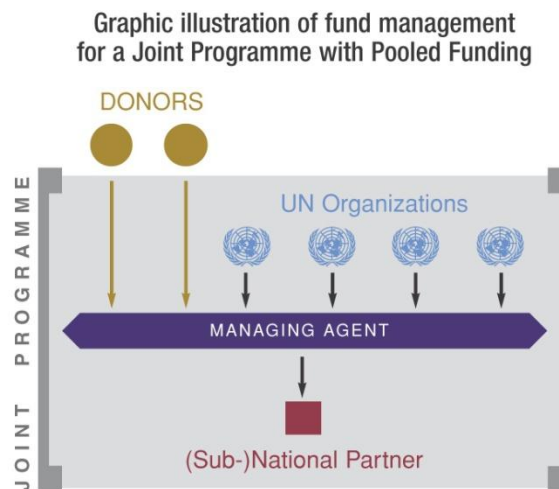 Graphic illustration of fund management
for a Joint Programme with Pooled Funding
DONORS
UN Organizations
MANAGING AGENT
(Sub-)National Partner
JOINT PROGRAMME